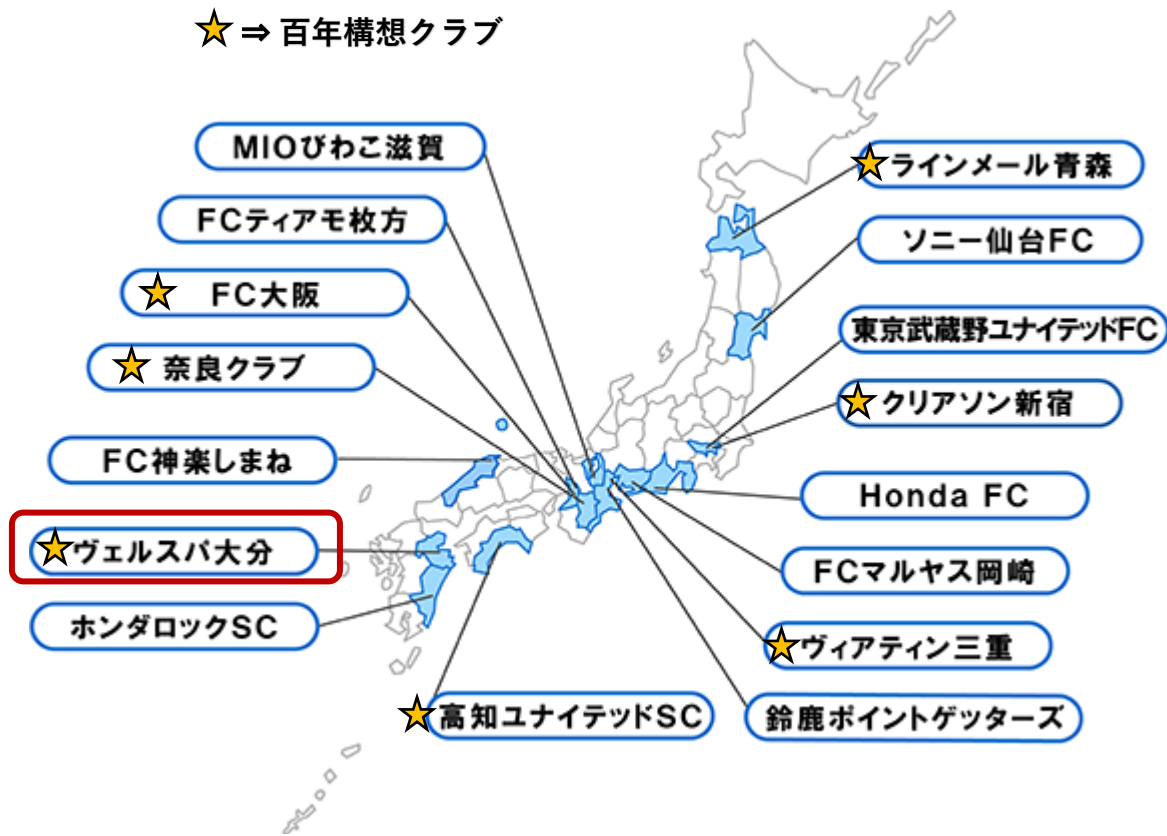 ⇒ 百年構想クラブ
MIOびわこ滋賀
FCティアモ枚方
FC大阪
奈良クラブ
FC神楽しまね
ヴェルスパ大分
ホンダロックSC
高知ユナイテッドSC
ラインメール青森
ソニー仙台FC
東京武蔵野ユナイテッドFC
クリアソン新宿
Honda FC
FCマルヤス岡崎
ヴィアティン三重
鈴鹿ポイントゲッターズ